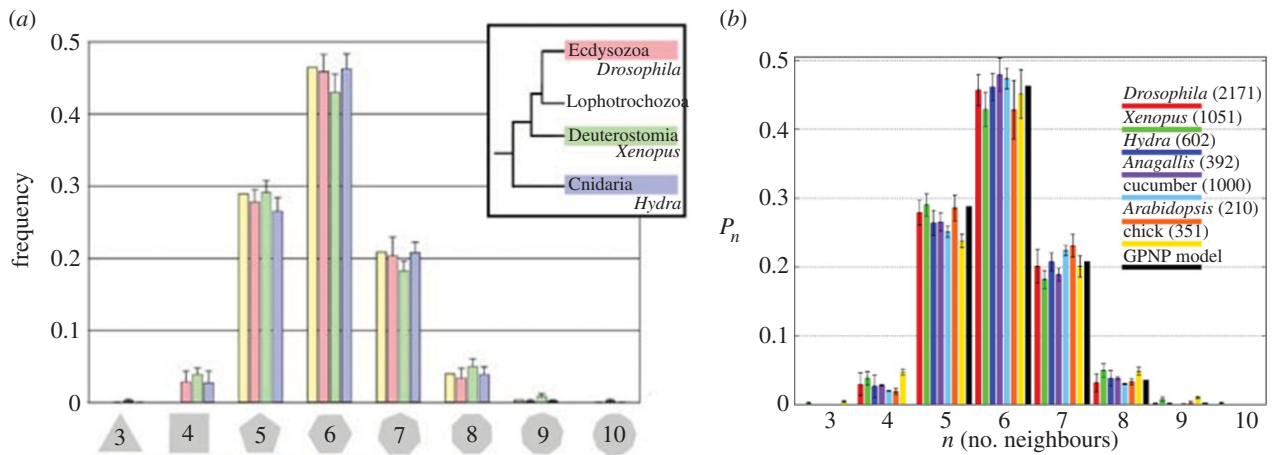 (a)
frequency
0.5
0.4
0.3
0.2
0.1
0
3 4 5 6 7 8 9 10
Ecdysozoa
Drosophila
Lophotrochozoa
Deuterostomia
Xenopus
Cnidaria
Hydra
(b)
P_n
0.5
0.4
0.3
0.2
0.1
0
3 4 5 6 7 8 9 10
n (no. neighbours)
Drosophila (2171)
Xenopus (1051)
Hydra (602)
Anagallis (392)
cucumber (1000)
Arabidopsis (210)
chick (351)
GPNP model